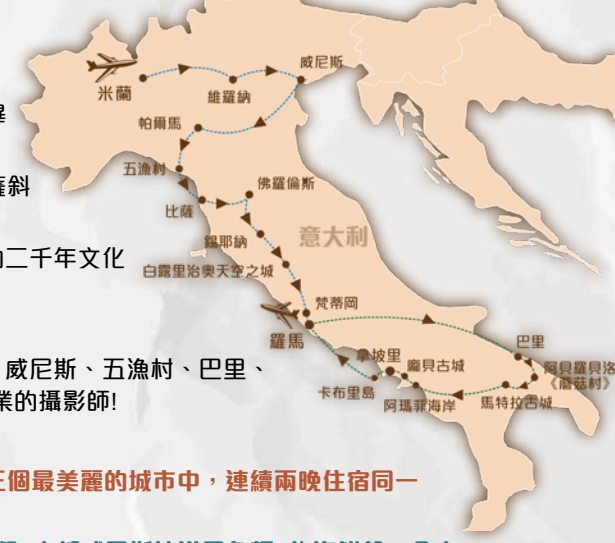 威尼斯
米蘭
維羅納
帕爾馬
五漁村
佛羅倫斯
斜
比薩
錫耶納
意大利
二千年文化
白露里治奧天空之城
梵蒂岡
羅馬
巴里
拿坡里
威尼斯、五漁村、巴里、
龐貝古城
阿貝羅貝洛
《蘑菇村》
卡布里島
阿瑪菲海岸
馬特拉古城
業的攝影師!
三個最美麗的城市中，連續兩晚住宿同一